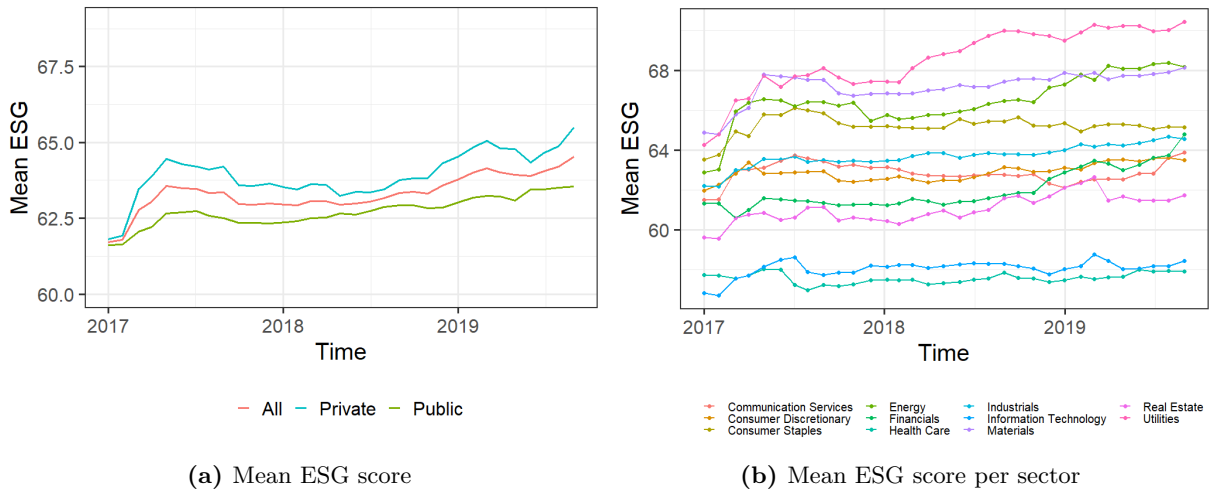 67.5
65.0
62.5
60.0
Mean ESG
2017 2018 2019
Time
All Private Public
(a) Mean ESG score
68
64
60
Mean ESG
2017 2018 2019
Time
Communication Services Energy Industrials Real Estate
Consumer Discretionary Financials Information Technology Utilities
Consumer Staples Health Care Materials
(b) Mean ESG score per sector